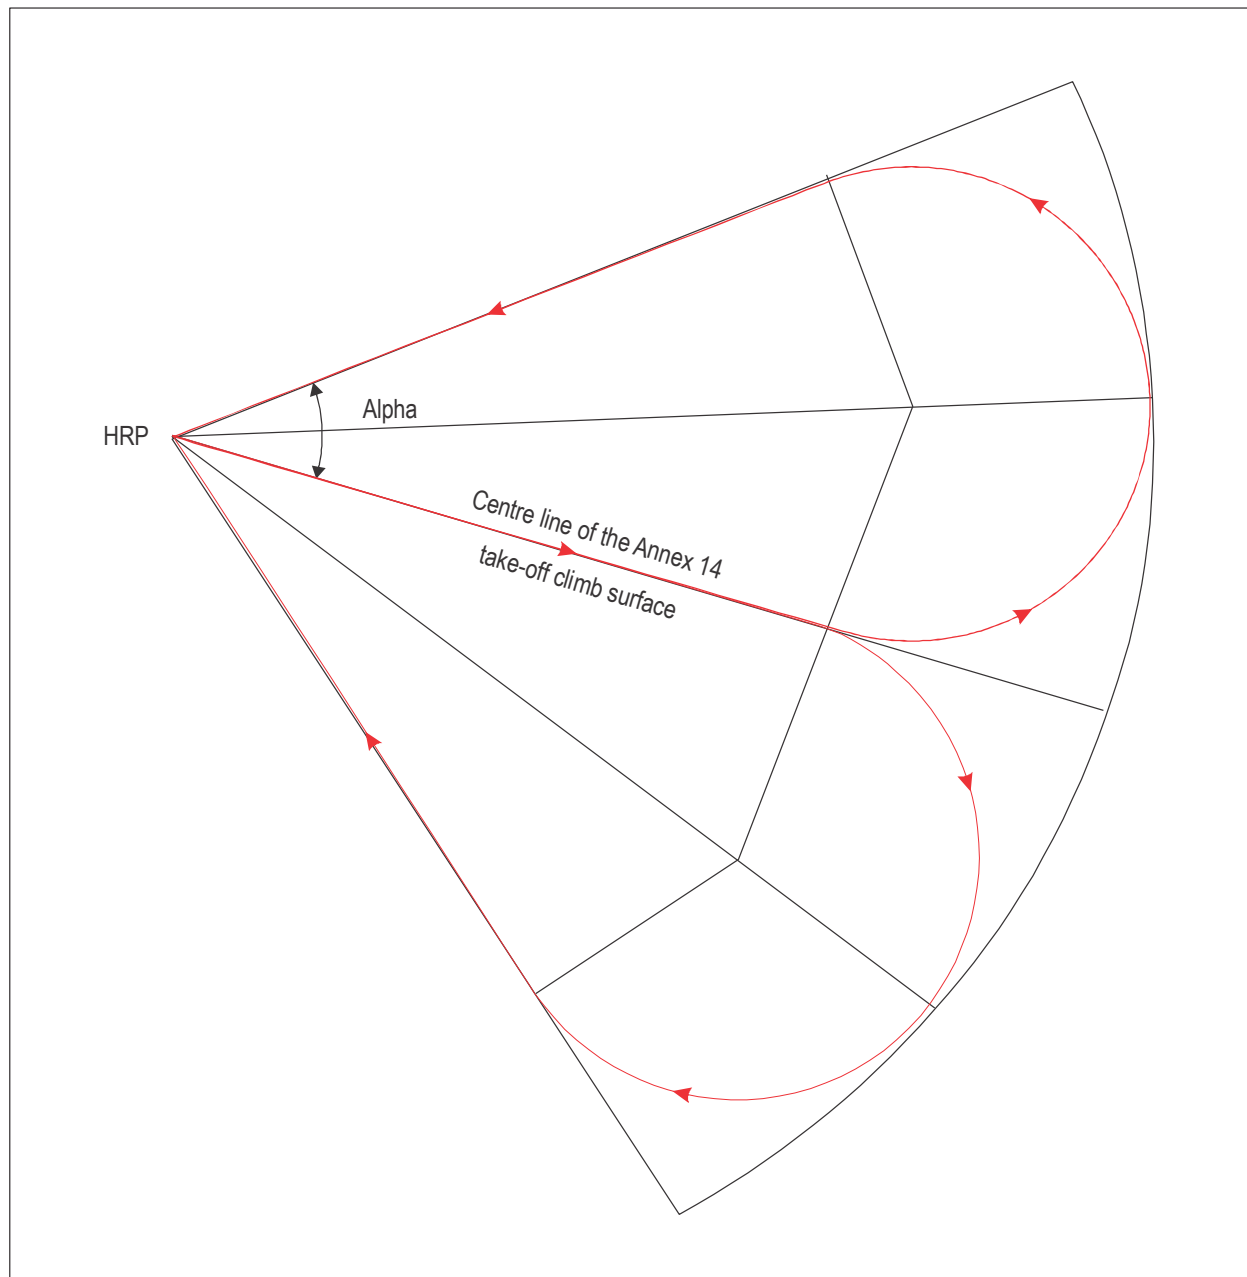 Alpha
HRP
Centre line of the Annex 14
take-off climb surface